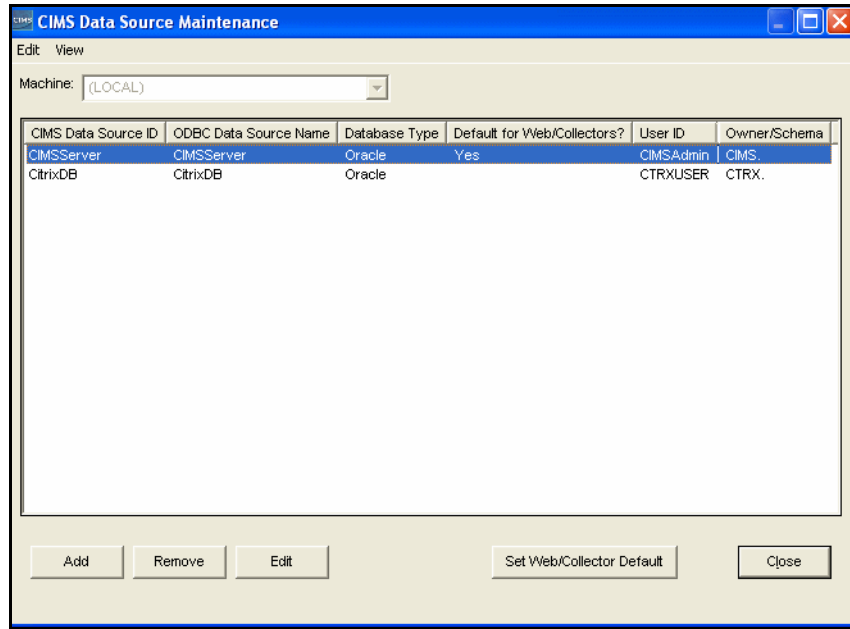 CIMS CIMS Data Source Maintenance
Edit View
Machine: (LOCAL)
CIMS Data Source ID ODBC Data Source Name Database Type Default for Web/Collectors? User ID Owner/Schema
CIMSServer CIMSServer Oracle Yes CIMSAdmin CIMS.
CitrixDB CitrixDB Oracle CTRXUSER CTRX.
Add Remove Edit Set Web/Collector Default Close